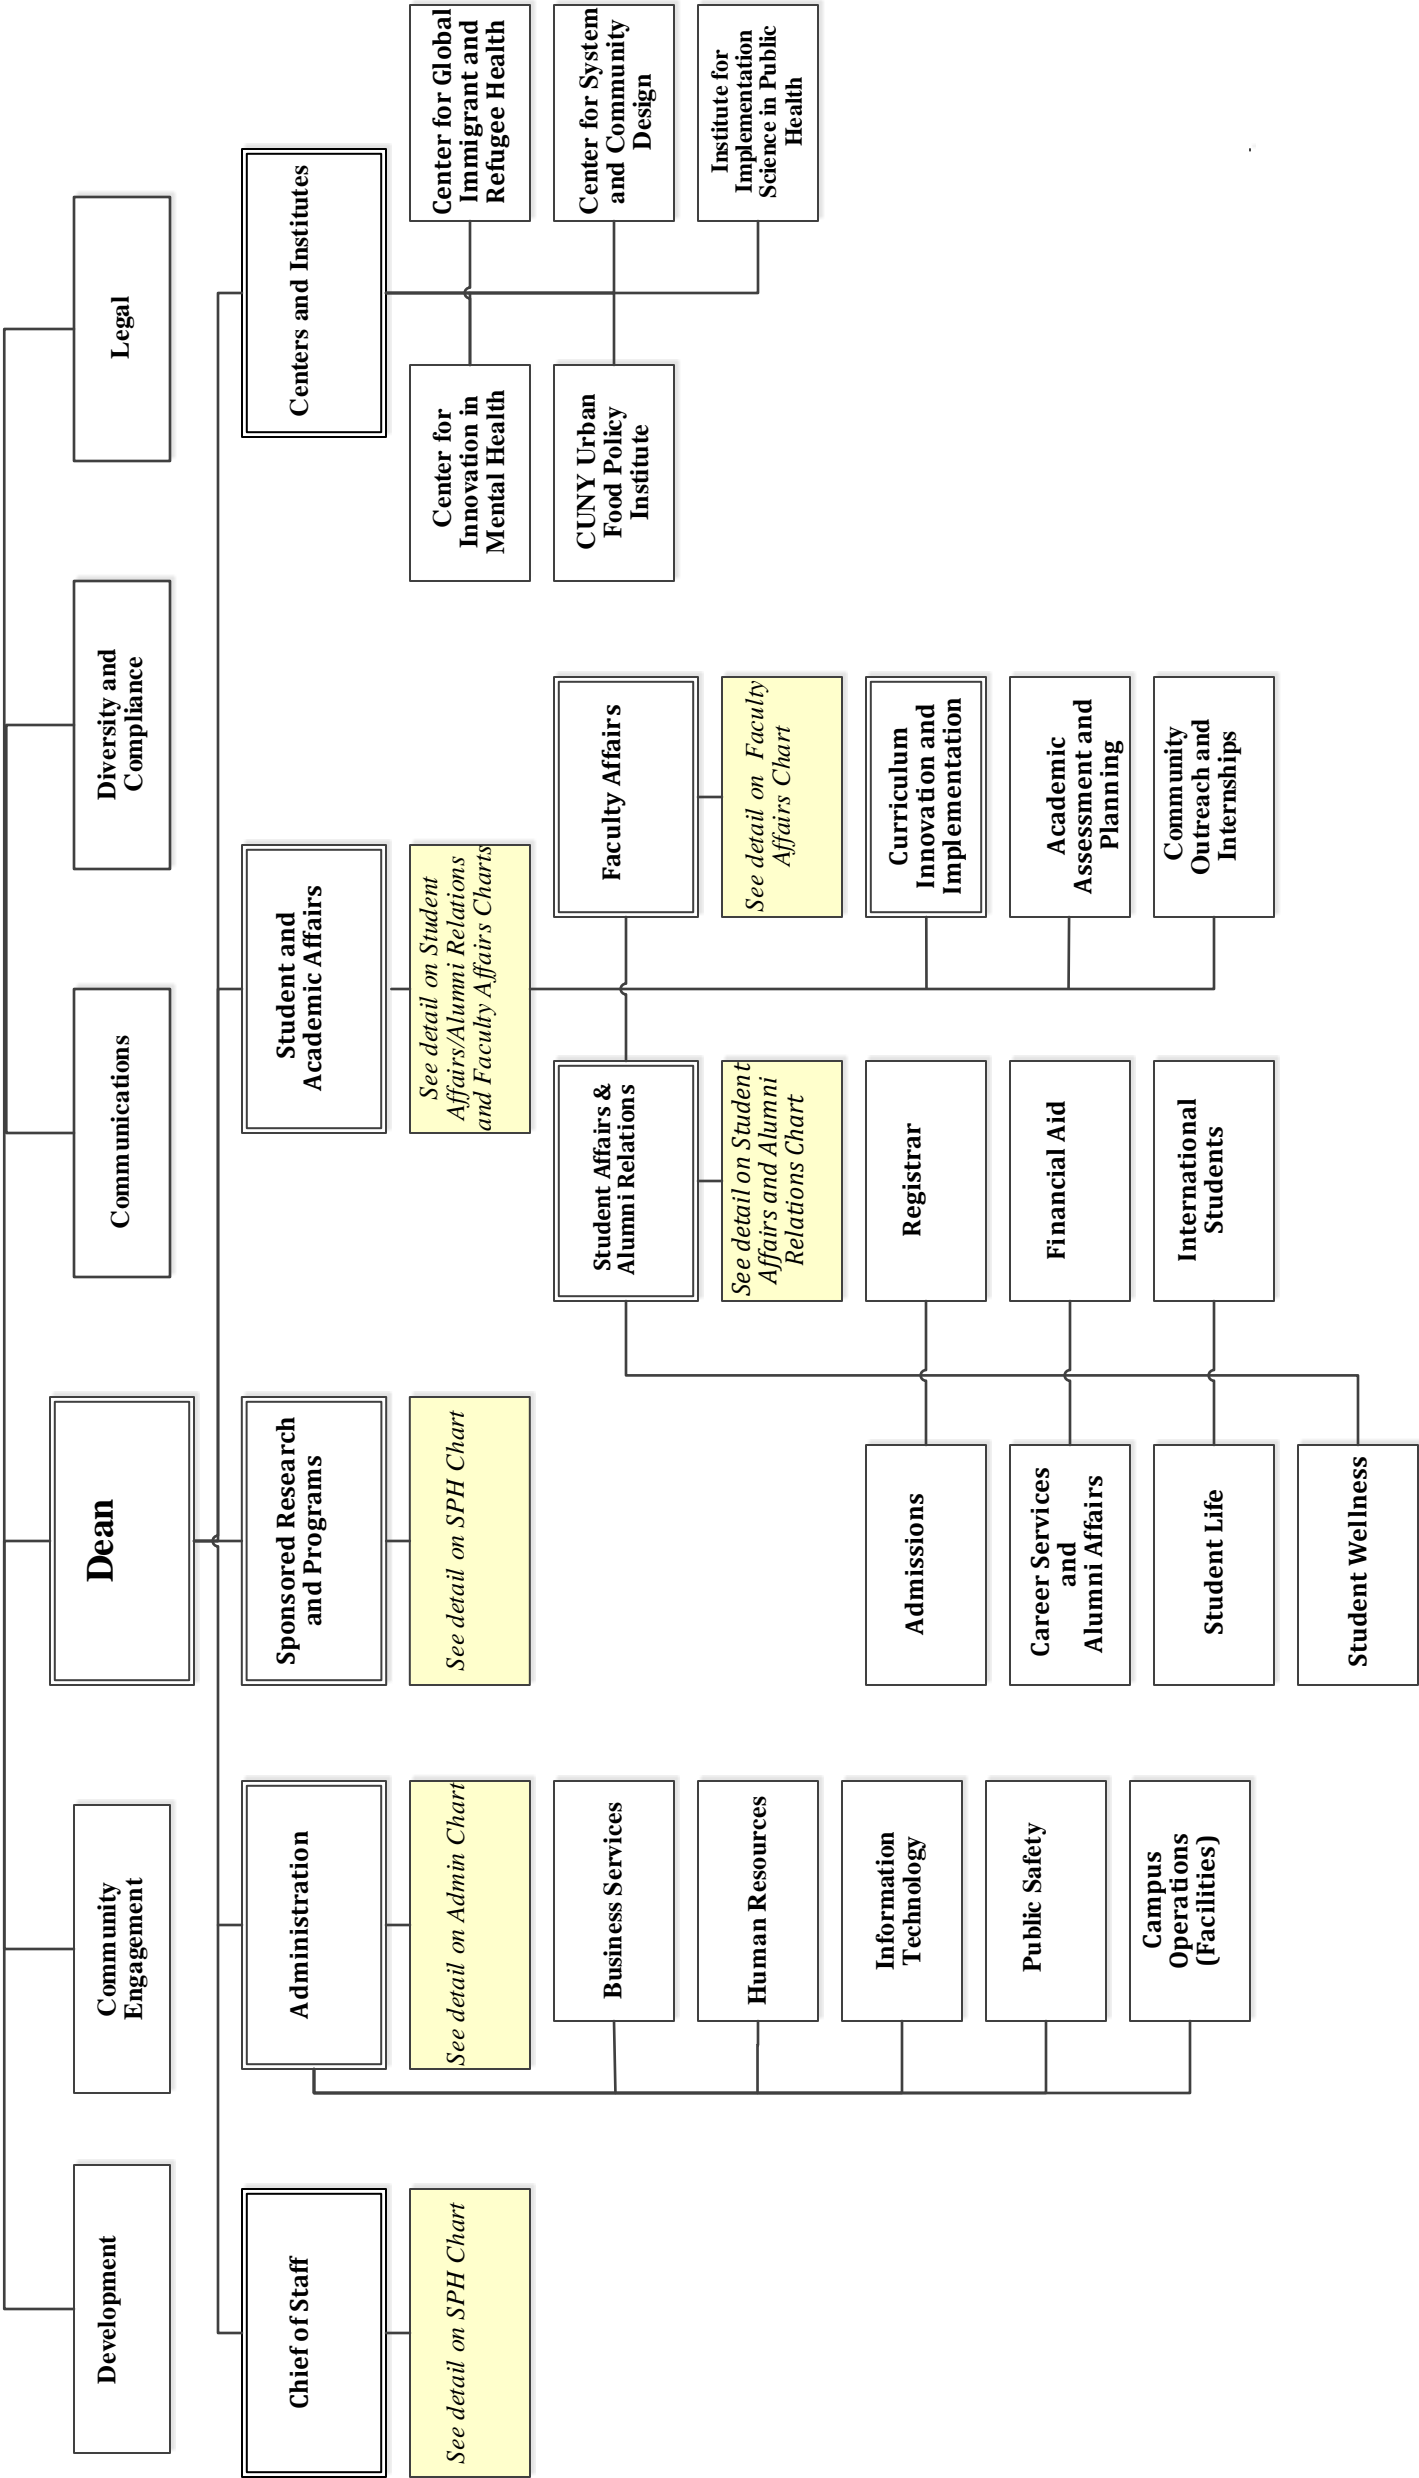 Dean
Development
Community
Engagement
Communications
Diversity and
Compliance
Legal
Chief of Staff
See detail on SPH Chart
Administration
See detail on Admin Chart
Business Services
Human Resources
Information
Technology
Public Safety
Campus
Operations
(Facilities)
Sponsored Research
and Programs
See detail on SPH Chart
Student and
Academic Affairs
See detail on Student
Affairs/Alumni Relations
and Faculty Affairs Charts
Student Affairs &
Alumni Relations
See detail on Student
Affairs and Alumni
Relations Chart
Admissions
Registrar
Career Services
and
Alumni Affairs
Financial Aid
Student Life
International
Students
Student Wellness
Faculty Affairs
See detail on Faculty
Affairs Chart
Curriculum
Innovation and
Implementation
Academic
Assessment and
Planning
Community
Outreach and
Internships
Centers and Institutes
Center for
Innovation in
Mental Health
Center for Global
Immigrant and
Refugee Health
CUNY Urban
Food Policy
Institute
Center for System
and Community
Design
Institute for
Implementation
Science in Public
Health